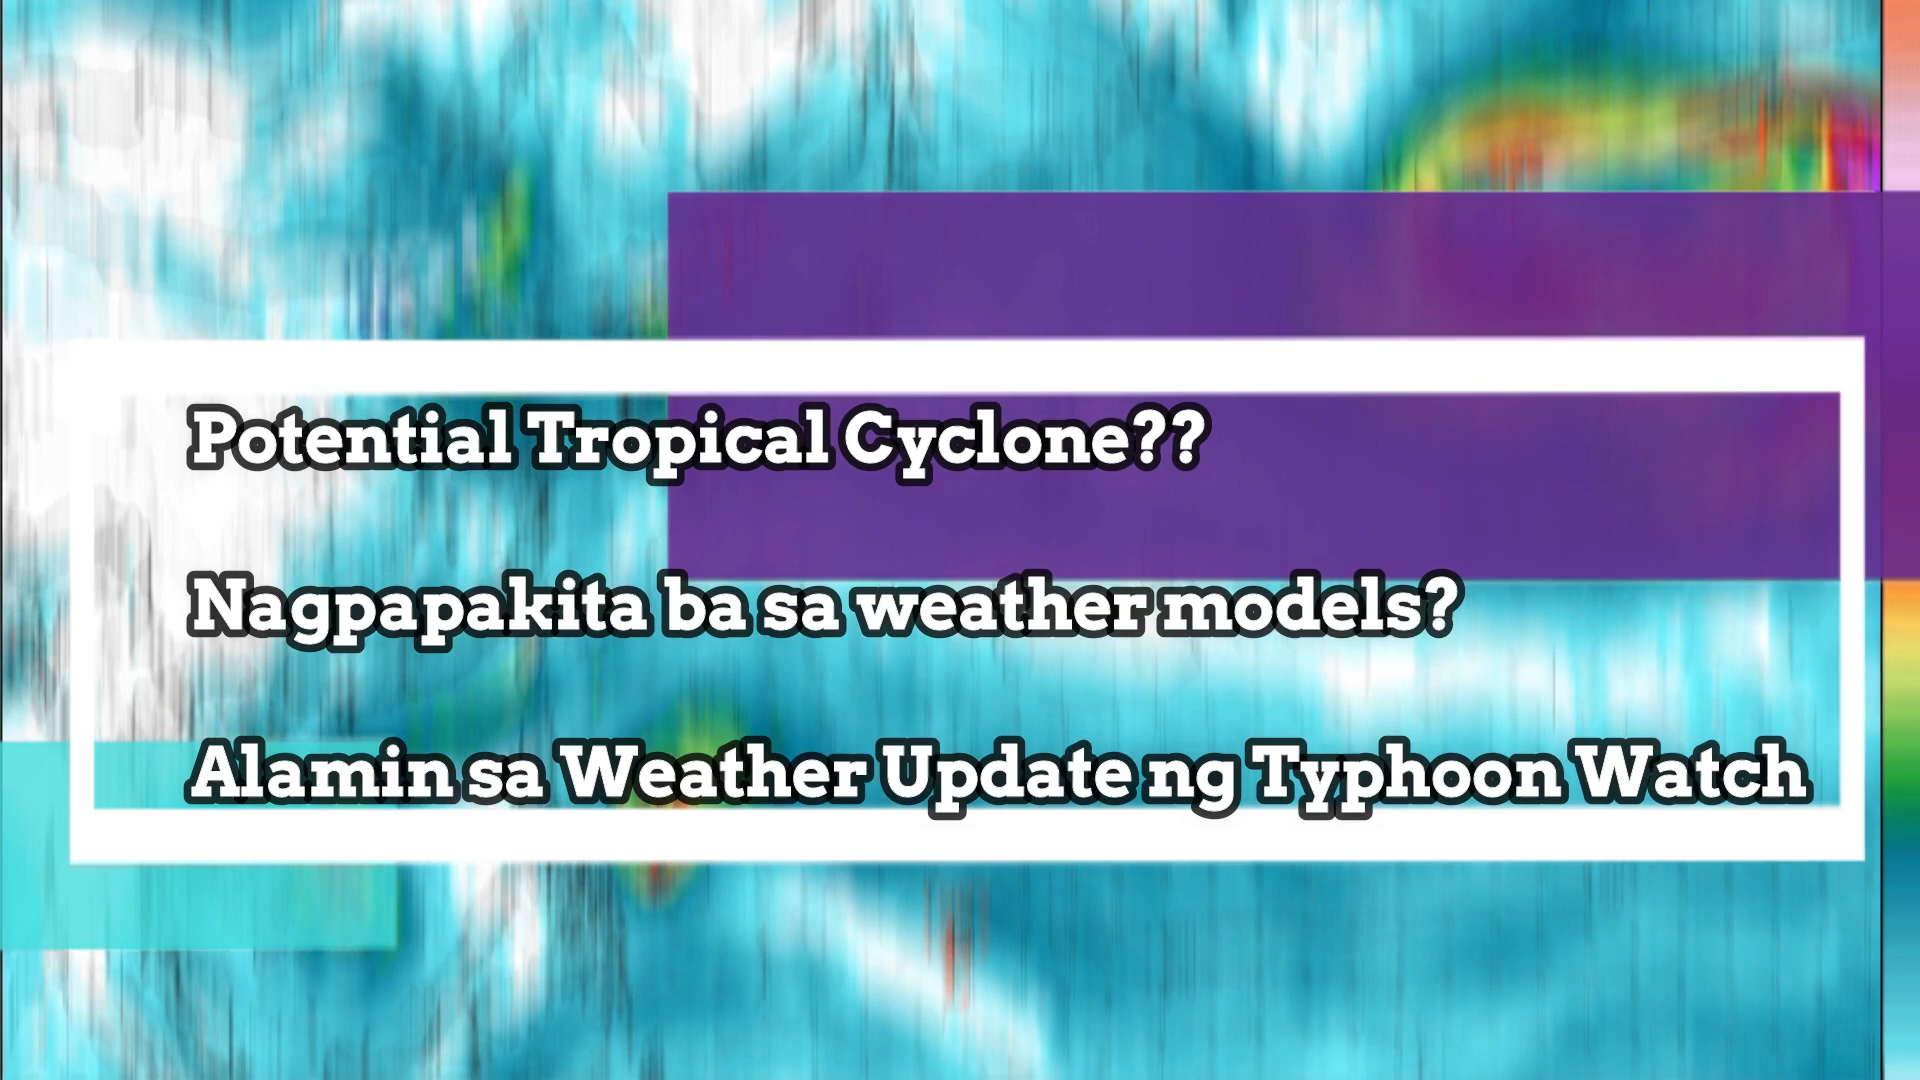 Potential Tropical Cyclone??
Nagpapakita ba sa weather models?
Alamin sa Weather Update ng Typhoon Watch